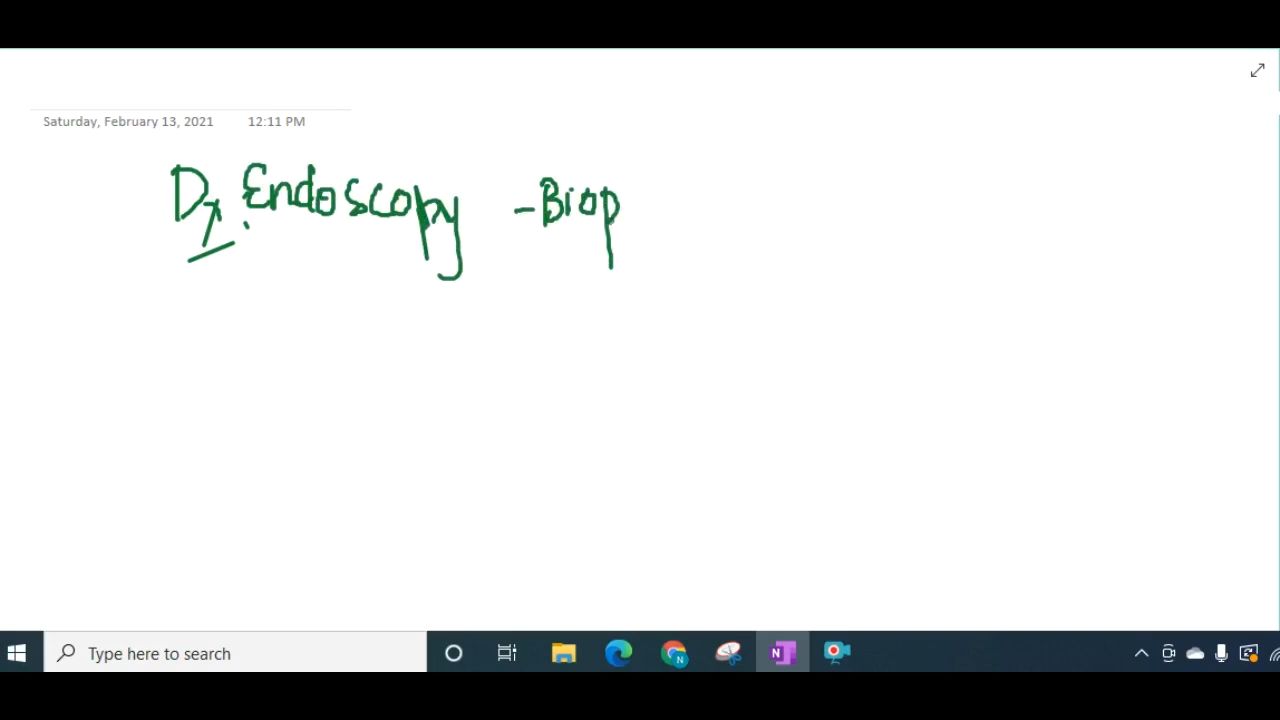 Saturday, February 13, 2021 12:11 PM
Dx: Endoscopy - Biop
Type here to search
N
N